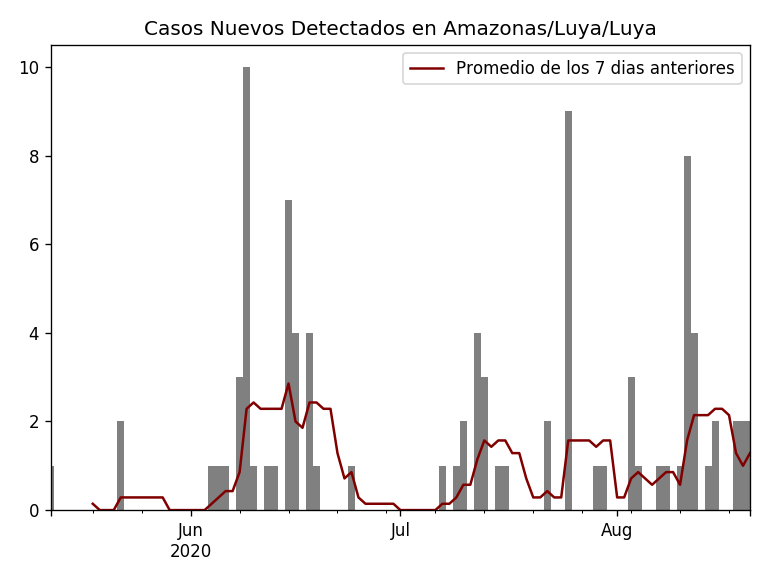 Casos Nuevos Detectados en Amazonas/Luya/Luya
Promedio de los 7 dias anteriores
10
8
6
4
2
0
Jun
2020
Jul
Aug